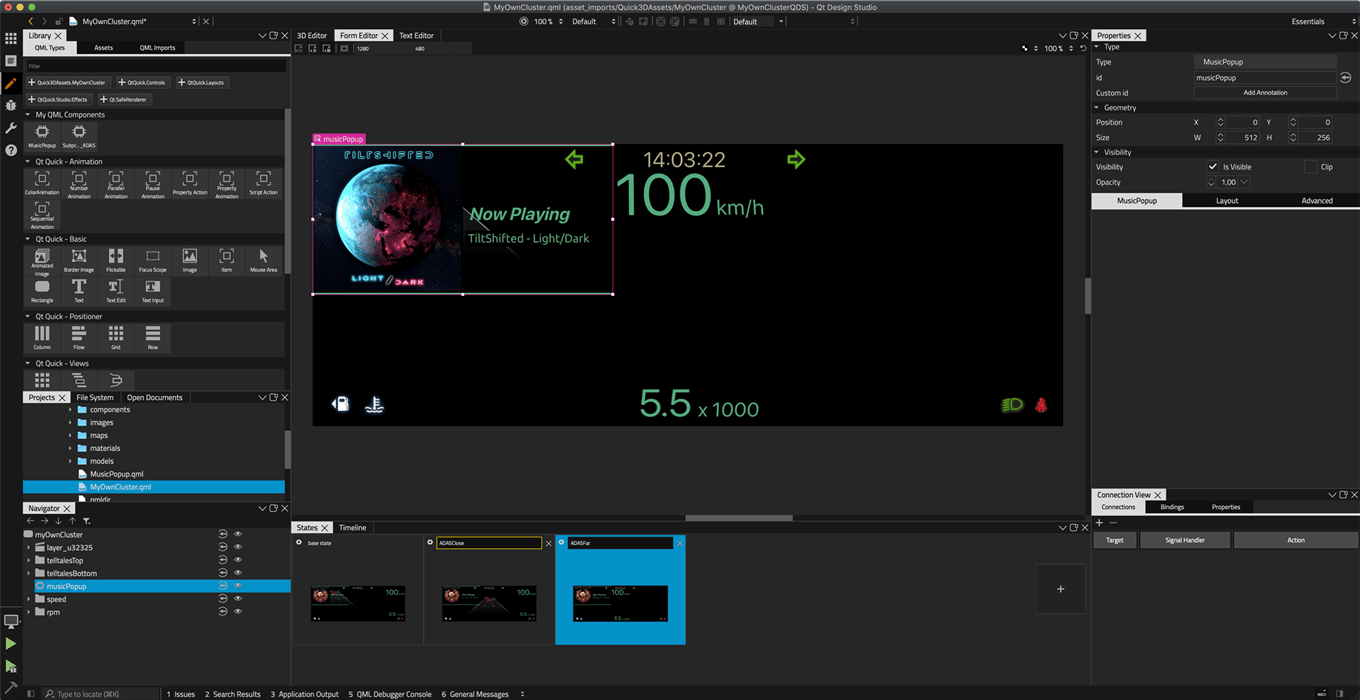 MyOwnCluster.qml (asset_imports/Quick3DAssets/MyOwnCluster @ MyOwnClusterQDS) - Qt Design Studio
MyOwnCluster.qml*
100 %
Default
Default
Essentials
Library
QML Types
Assets
QML Imports
Filter
+ Quick3DAssets.MyOwnCluster
+ QtQuick.Controls
+ QtQuick.Layouts
+ QtQuick.Studio.Effects
+ Qt.SafeRenderer
My QML Components
MusicPopup
Subpr..._ADAS
Qt Quick - Animation
ColorAnimation
Number Animation
Parallel Animation
Pause Animation
Property Action
Property Animation
Script Action
Sequential Animation
Qt Quick - Basic
Animated Image
Border Image
Flickable
Focus Scope
Image
Item
Mouse Area
Rectangle
Text
Text Edit
Text Input
Qt Quick - Positioner
Column
Flow
Grid
Row
Qt Quick - Views
Projects
File System
Open Documents
components
images
maps
materials
models
MusicPopup.qml
MyOwnCluster.qml
qmldir
Navigator
myOwnCluster
layer_u32325
telltalesTop
telltalesBottom
musicPopup
speed
rpm
3D Editor
Form Editor
Text Editor
1280
480
100 %
musicPopup
TILTSHIFTED
LIGHT DARK
Now Playing
TiltShifted - Light/Dark
14:03:22
100 km/h
5.5 x 1000
States
Timeline
base state
ADASClose
ADASFar
100
100
100
5.5
5.5
5.5
+
Properties
Type
Type
MusicPopup
id
musicPopup
Custom id
Add Annotation
Geometry
Position
X
0
Y
0
Size
W
512
H
256
Visibility
Visibility
Is Visible
Clip
Opacity
1,00
MusicPopup
Layout
Advanced
Connection View
Connections
Bindings
Properties
Target
Signal Handler
Action
Type to locate (⌘K)
1 Issues
2 Search Results
3 Application Output
5 QML Debugger Console
6 General Messages